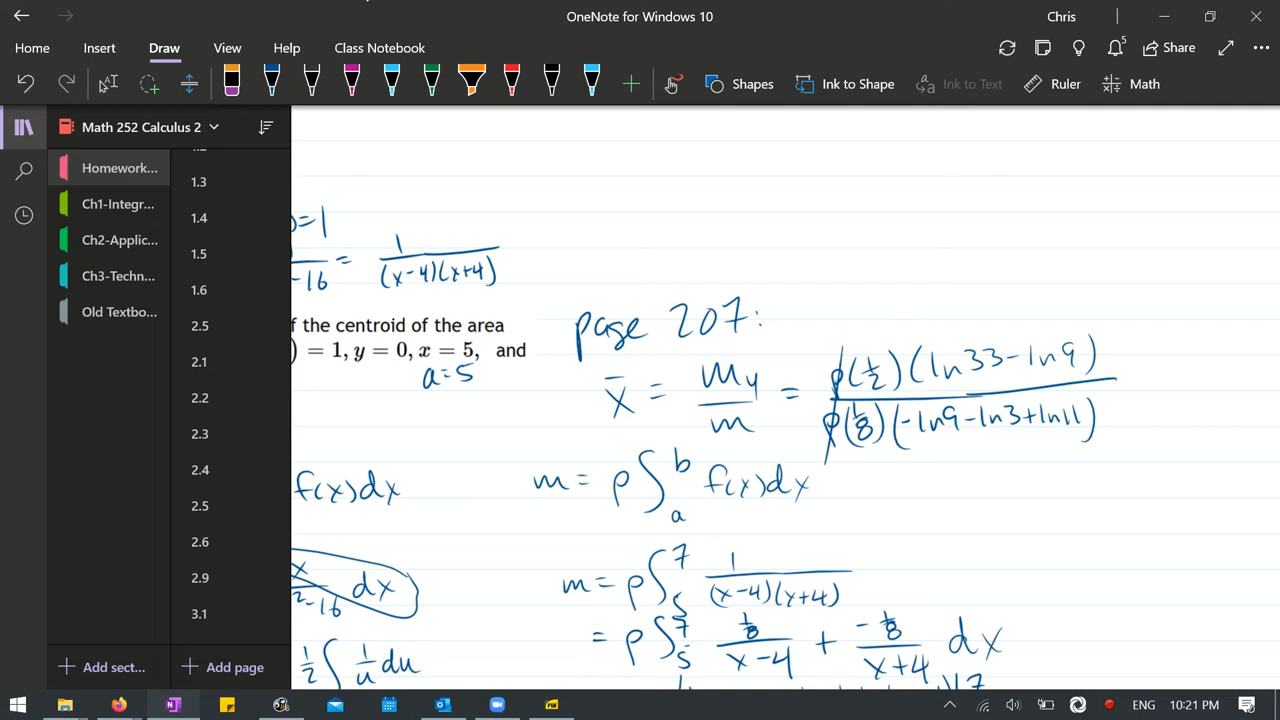 OneNote for Windows 10
Chris
Home Insert Draw View Help Class Notebook
5
Share
Shapes
Ink to Shape
Ink to Text
Ruler
Math
Math 252 Calculus 2
Homework...
Ch1-Integr...
Ch2-Applic...
Ch3-Techn...
Old Textbo...
1.3
1.4
1.5
1.6
2.5
2.1
2.2
2.3
2.4
2.5
2.6
2.9
3.1
Add sect...
Add page
=1
-16 = 1/((x-4)(x+4))
f the centroid of the area
) = 1, y = 0, x = 5, and
a=5
f(x)dx
x/2-16 dx
1/2 ∫ 1/u du
page 207:
x̄ = My/m = ρ(1/2)(ln33-ln9)/ρ(1/8)(-ln9-ln3+ln11)
m = ρ ∫_a^b f(x)dx
m = ρ ∫_5^7 1/((x-4)(x+4))
= ρ ∫_5^7 (1/8)/(x-4) + (-1/8)/(x+4) dx
ENG 10:21 PM